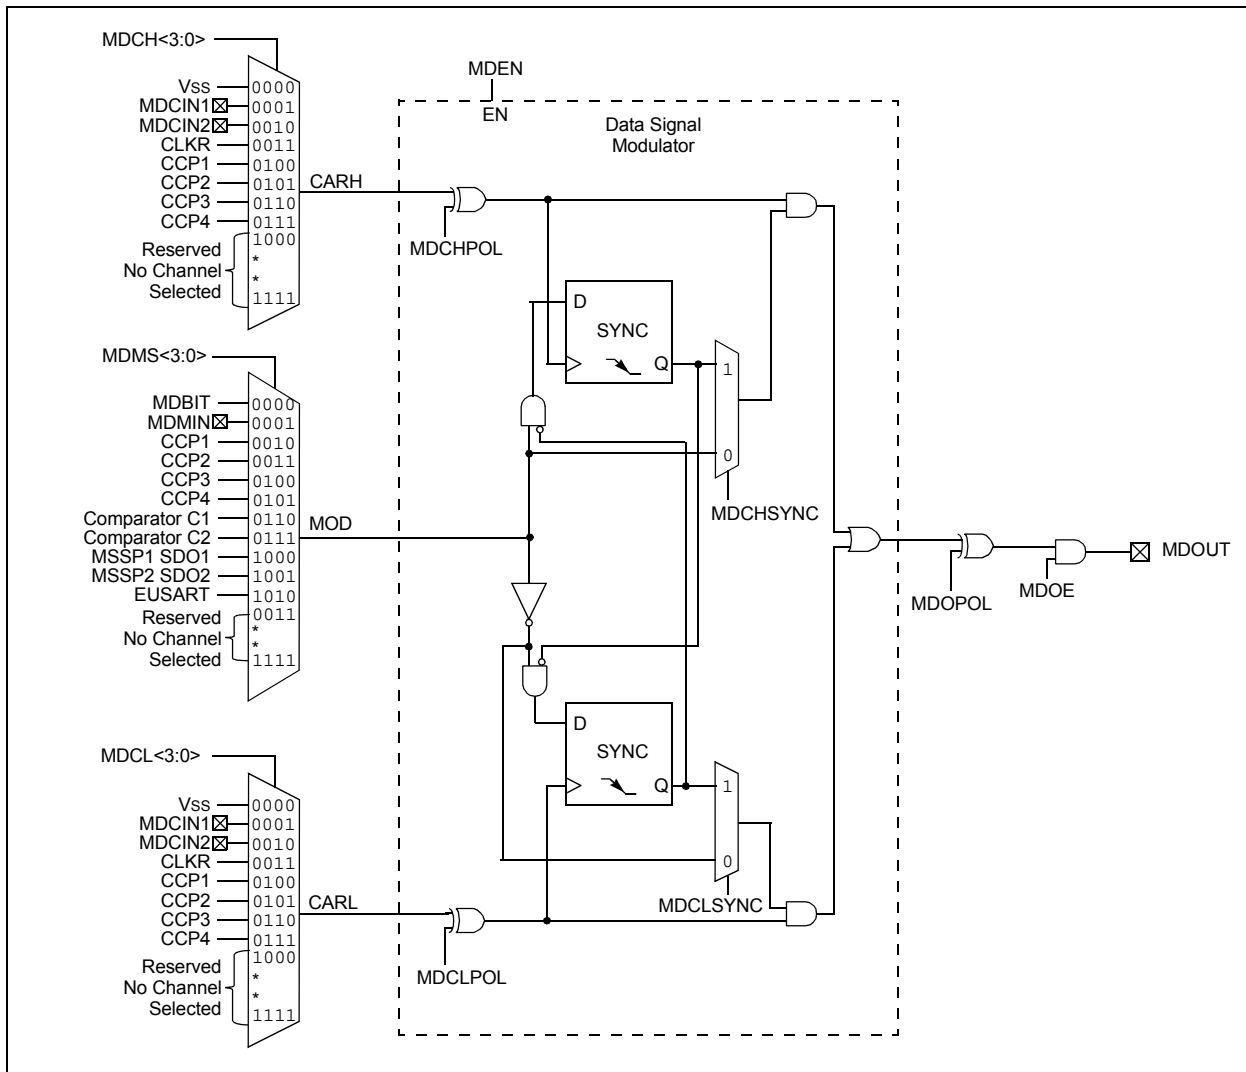 MDCH<3:0>
VSS 0000
MDCIN1 0001
MDCIN2 0010
CLKR 0011
CCP1 0100
CCP2 0101
CCP3 0110
CCP4 0111
Reserved
No Channel
Selected
1000
*
*
1111
CARH
MDCHPOL
MDEN
EN
Data Signal
Modulator
D
SYNC
Q
1
0
MDCHSYNC
MDMS<3:0>
MDBIT 0000
MDMIN 0001
CCP1 0010
CCP2 0011
CCP3 0100
CCP4 0101
Comparator C1 0110
Comparator C2 0111
MSSP1 SDO1 1000
MSSP2 SDO2 1001
EUSART 1010
Reserved
No Channel
Selected
0011
*
*
1111
MOD
MDOPOL
MDOE
MDOUT
D
SYNC
Q
1
0
MDCLSYNC
MDCL<3:0>
VSS 0000
MDCIN1 0001
MDCIN2 0010
CLKR 0011
CCP1 0100
CCP2 0101
CCP3 0110
CCP4 0111
Reserved
No Channel
Selected
1000
*
*
1111
CARL
MDCLPOL